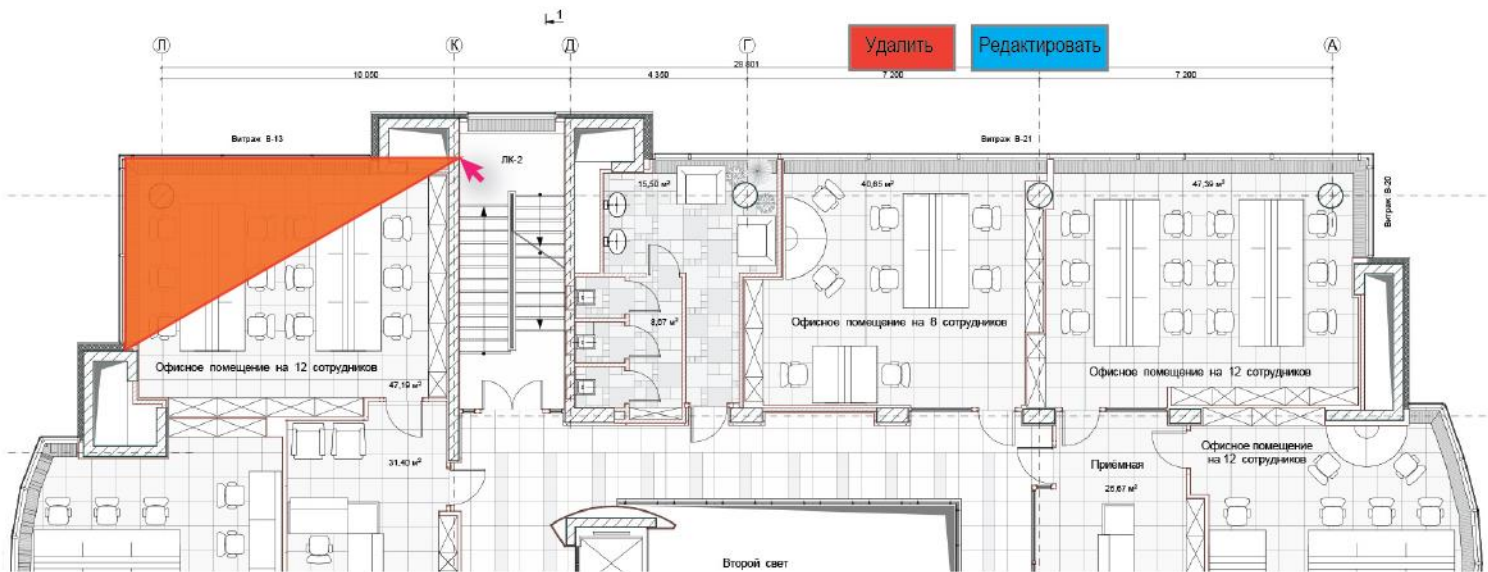 1
Удалить
Редактировать
Л
К
Д
Г
А
28 801
10 050
4 350
7 200
7 200
Витраж В-13
ЛК-2
Витраж В-21
Витраж В-20
15,50 м²
40,65 м²
47,39 м²
8,67 м²
Офисное помещение на 8 сотрудников
Офисное помещение на 12 сотрудников
47,19 м²
Офисное помещение на 12 сотрудников
31,40 м²
Приёмная
26,67 м²
Офисное помещение
на 12 сотрудников
Второй свет